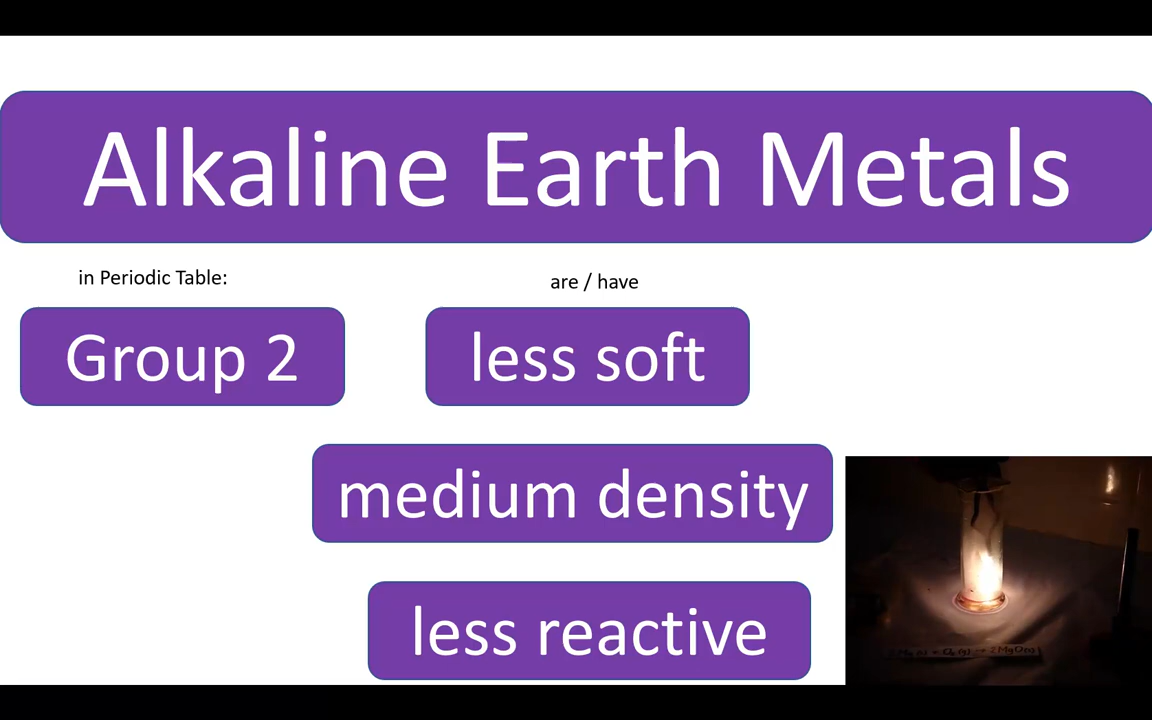 Alkaline Earth Metals
in Periodic Table:
are / have
Group 2
less soft
medium density
less reactive